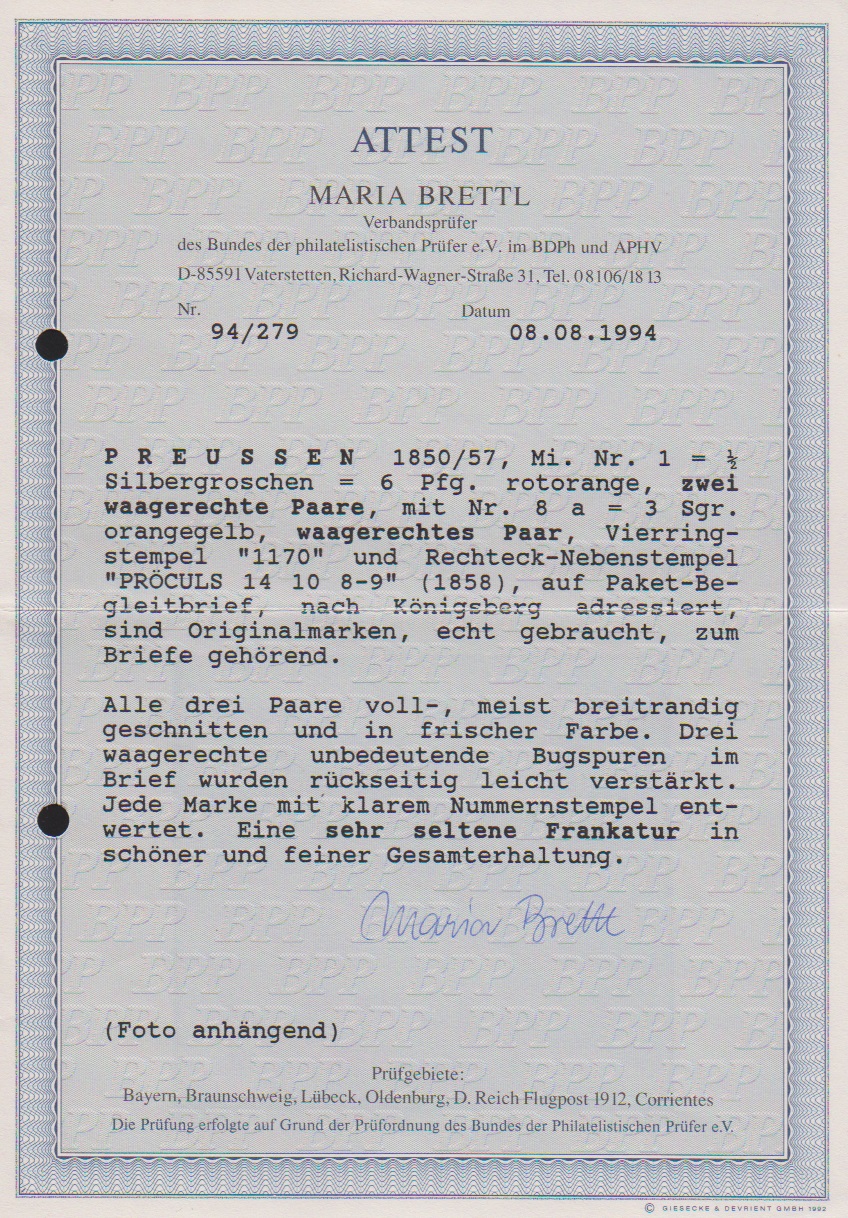 ATTEST
MARIA BRETTL
Verbandsprüfer
des Bundes der philatelistischen Prüfer e.V. im BDPh und APHV
D-85591 Vaterstetten, Richard-Wagner-Straße 31, Tel. 08106/1813
Nr. Datum
94/279 08.08.1994
P R E U S S E N 1850/57, Mi. Nr. 1 = ½
Silbergroschen = 6 Pfg. rotorange, zwei
waagerechte Paare, mit Nr. 8 a = 3 Sgr.
orangegelb, waagerechtes Paar, Vierring-
stempel "1170" und Rechteck-Nebenstempel
"PRÖCULS 14 10 8-9" (1858), auf Paket-Be-
gleitbrief, nach Königsberg adressiert,
sind Originalmarken, echt gebraucht, zum
Briefe gehörend.
Alle drei Paare voll-, meist breitrandig
geschnitten und in frischer Farbe. Drei
waagerechte unbedeutende Bugspuren im
Brief wurden rückseitig leicht verstärkt.
Jede Marke mit klarem Nummernstempel ent-
wertet. Eine sehr seltene Frankatur in
schöner und feiner Gesamterhaltung.
Maria Brettl
(Foto anhängend)
Prüfgebiete:
Bayern, Braunschweig, Lübeck, Oldenburg, D. Reich Flugpost 1912, Corrientes
Die Prüfung erfolgte auf Grund der Prüfordnung des Bundes der Philatelistischen Prüfer e.V.
© GIESECKE & DEVRIENT GMBH 1992